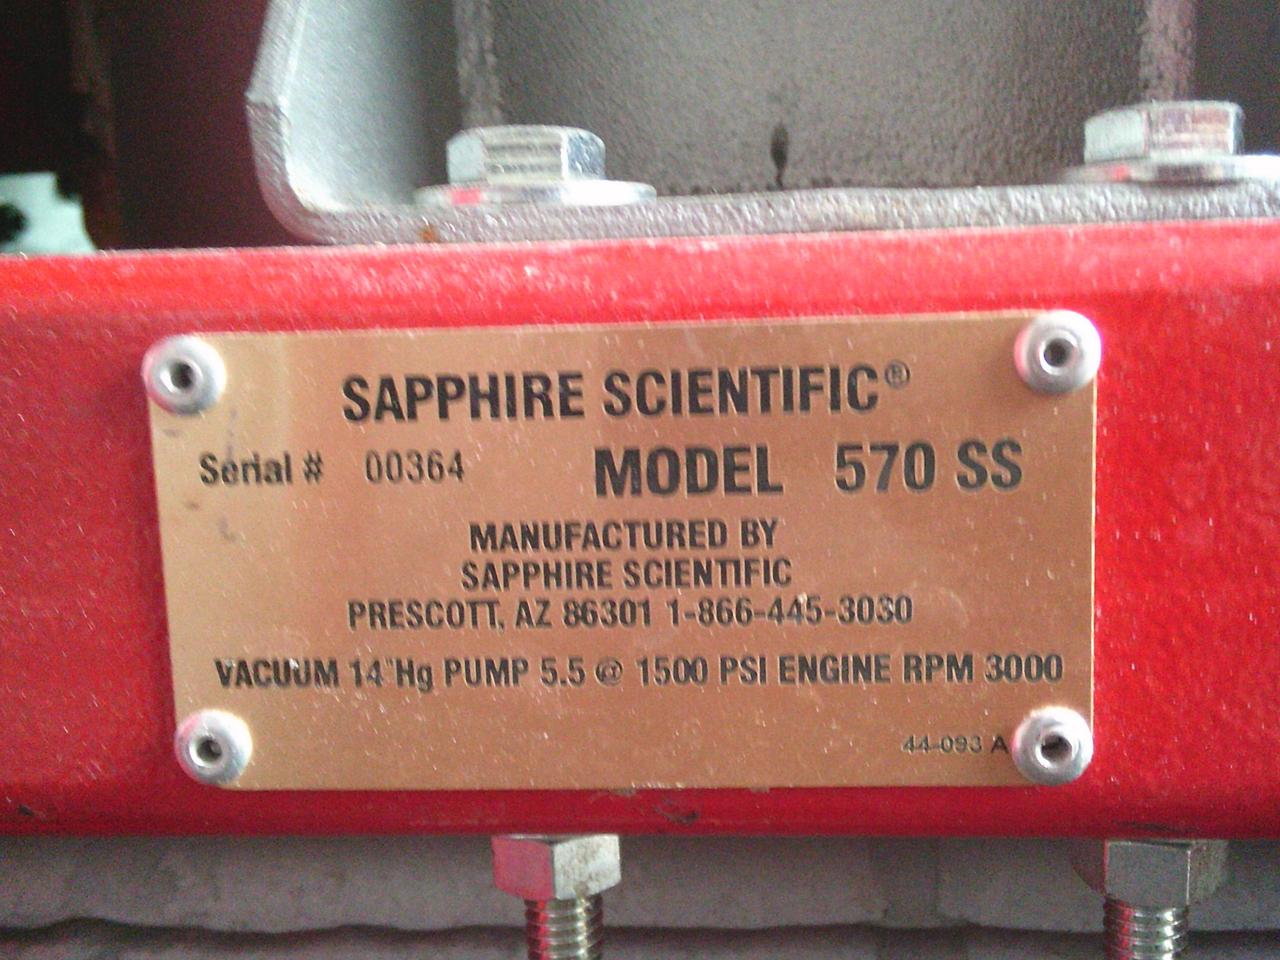 SAPPHIRE SCIENTIFIC®
Serial # 00364 MODEL 570 SS
MANUFACTURED BY
SAPPHIRE SCIENTIFIC
PRESCOTT, AZ 86301 1-866-445-3030
VACUUM 14"Hg PUMP 5.5 @ 1500 PSI ENGINE RPM 3000
44-093 A